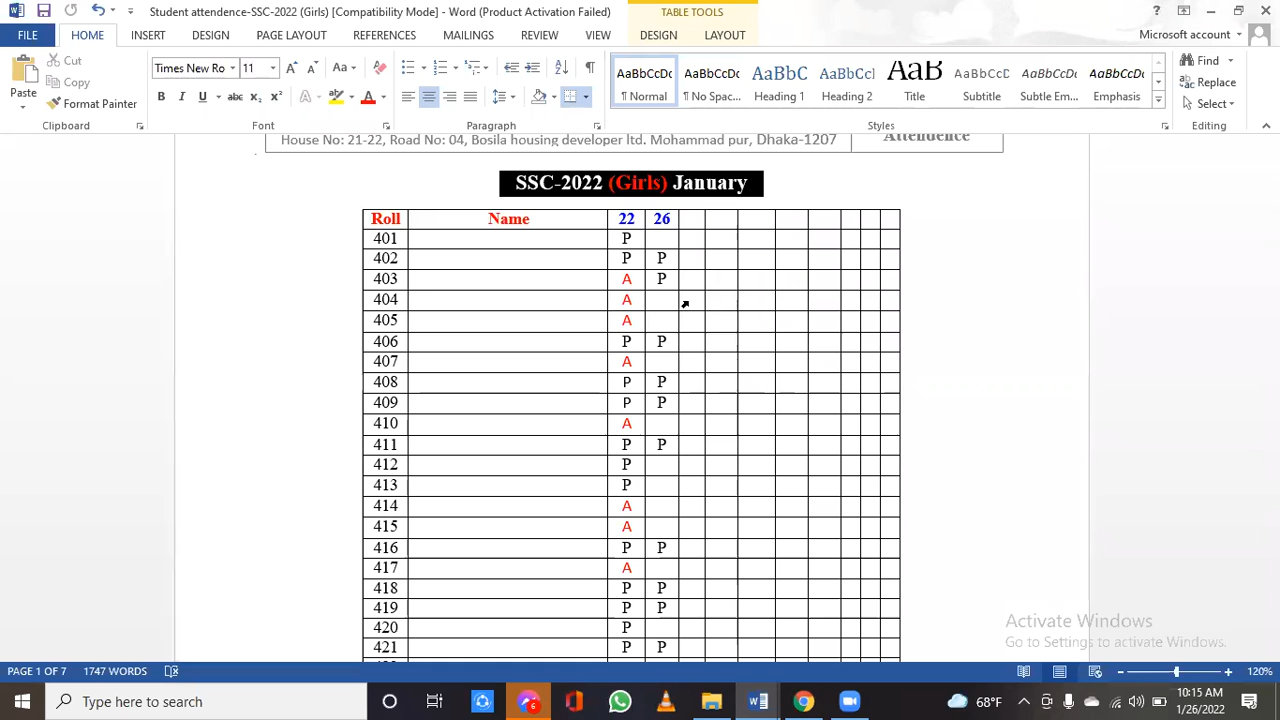 Student attendence-SSC-2022 (Girls) [Compatibility Mode] - Word (Product Activation Failed)
TABLE TOOLS
FILE HOME INSERT DESIGN PAGE LAYOUT REFERENCES MAILINGS REVIEW VIEW DESIGN LAYOUT Microsoft account
Paste
Cut
Copy
Format Painter
Clipboard
Times New Ro 11
Font
Paragraph
AaBbCcDc AaBbCcDc AaBbC AaBbCcD AaB AaBbCcD AaBbCcDc AaBbCcDc
¶ Normal ¶ No Spac... Heading 1 Heading 2 Title Subtitle Subtle Em... Emphasis
Styles
Find
Replace
Select
Editing
House No: 21-22, Road No: 04, Bosila housing developer ltd. Mohammad pur, Dhaka-1207 Attendence
SSC-2022 (Girls) January
Roll Name 22 26
401 P
402 P P
403 A P
404 A
405 A
406 P P
407 A
408 P P
409 P P
410 A
411 P P
412 P
413 P
414 A
415 A
416 P P
417 A
418 P P
419 P P
420 P
421 P P
Activate Windows
Go to Settings to activate Windows.
PAGE 1 OF 7 1747 WORDS 120%
Type here to search
6
68°F
10:15 AM
1/26/2022